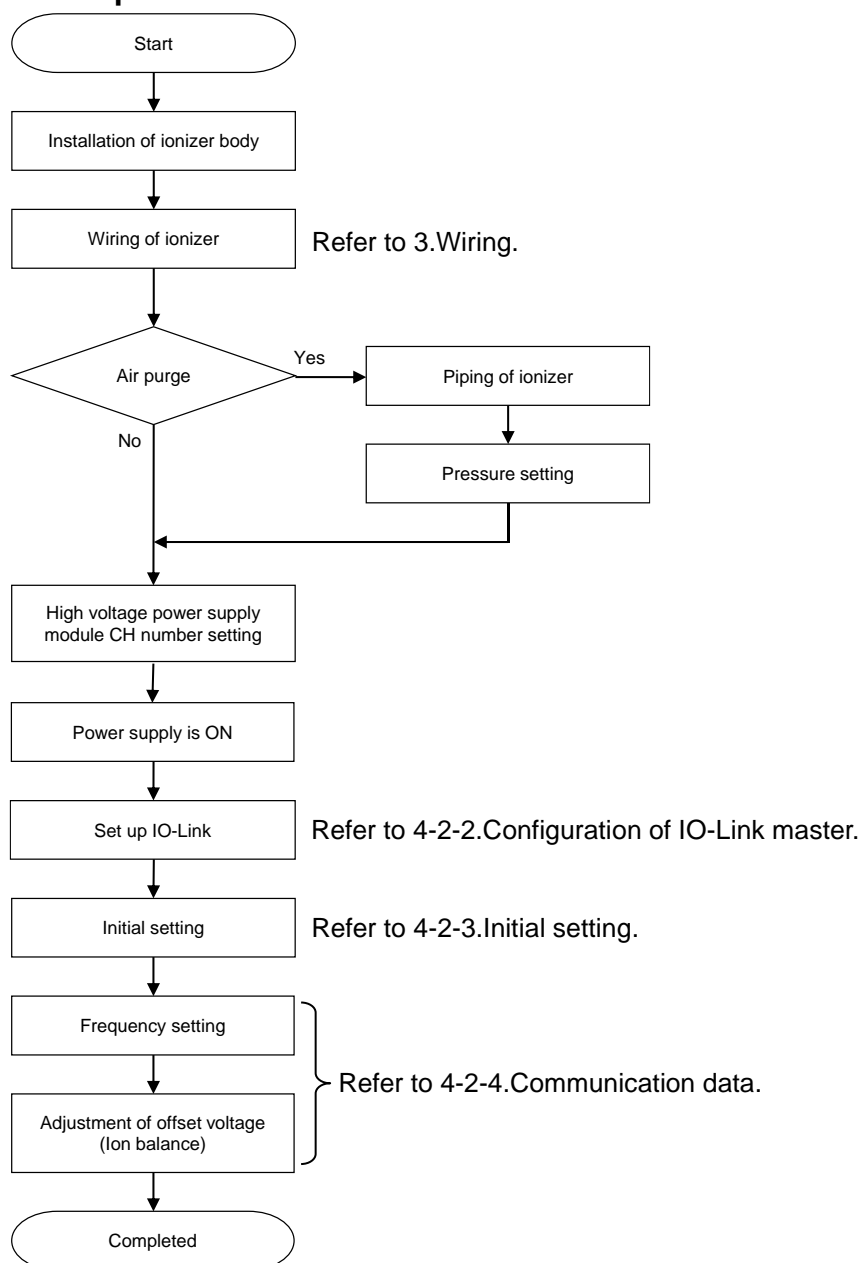 Start
Installation of ionizer body
Wiring of ionizer
Refer to 3.Wiring.
Air purge
Yes
Piping of ionizer
No
Pressure setting
High voltage power supply
module CH number setting
Power supply is ON
Set up IO-Link
Refer to 4-2-2.Configuration of IO-Link master.
Initial setting
Refer to 4-2-3.Initial setting.
Frequency setting
Refer to 4-2-4.Communication data.
Adjustment of offset voltage
(Ion balance)
Completed